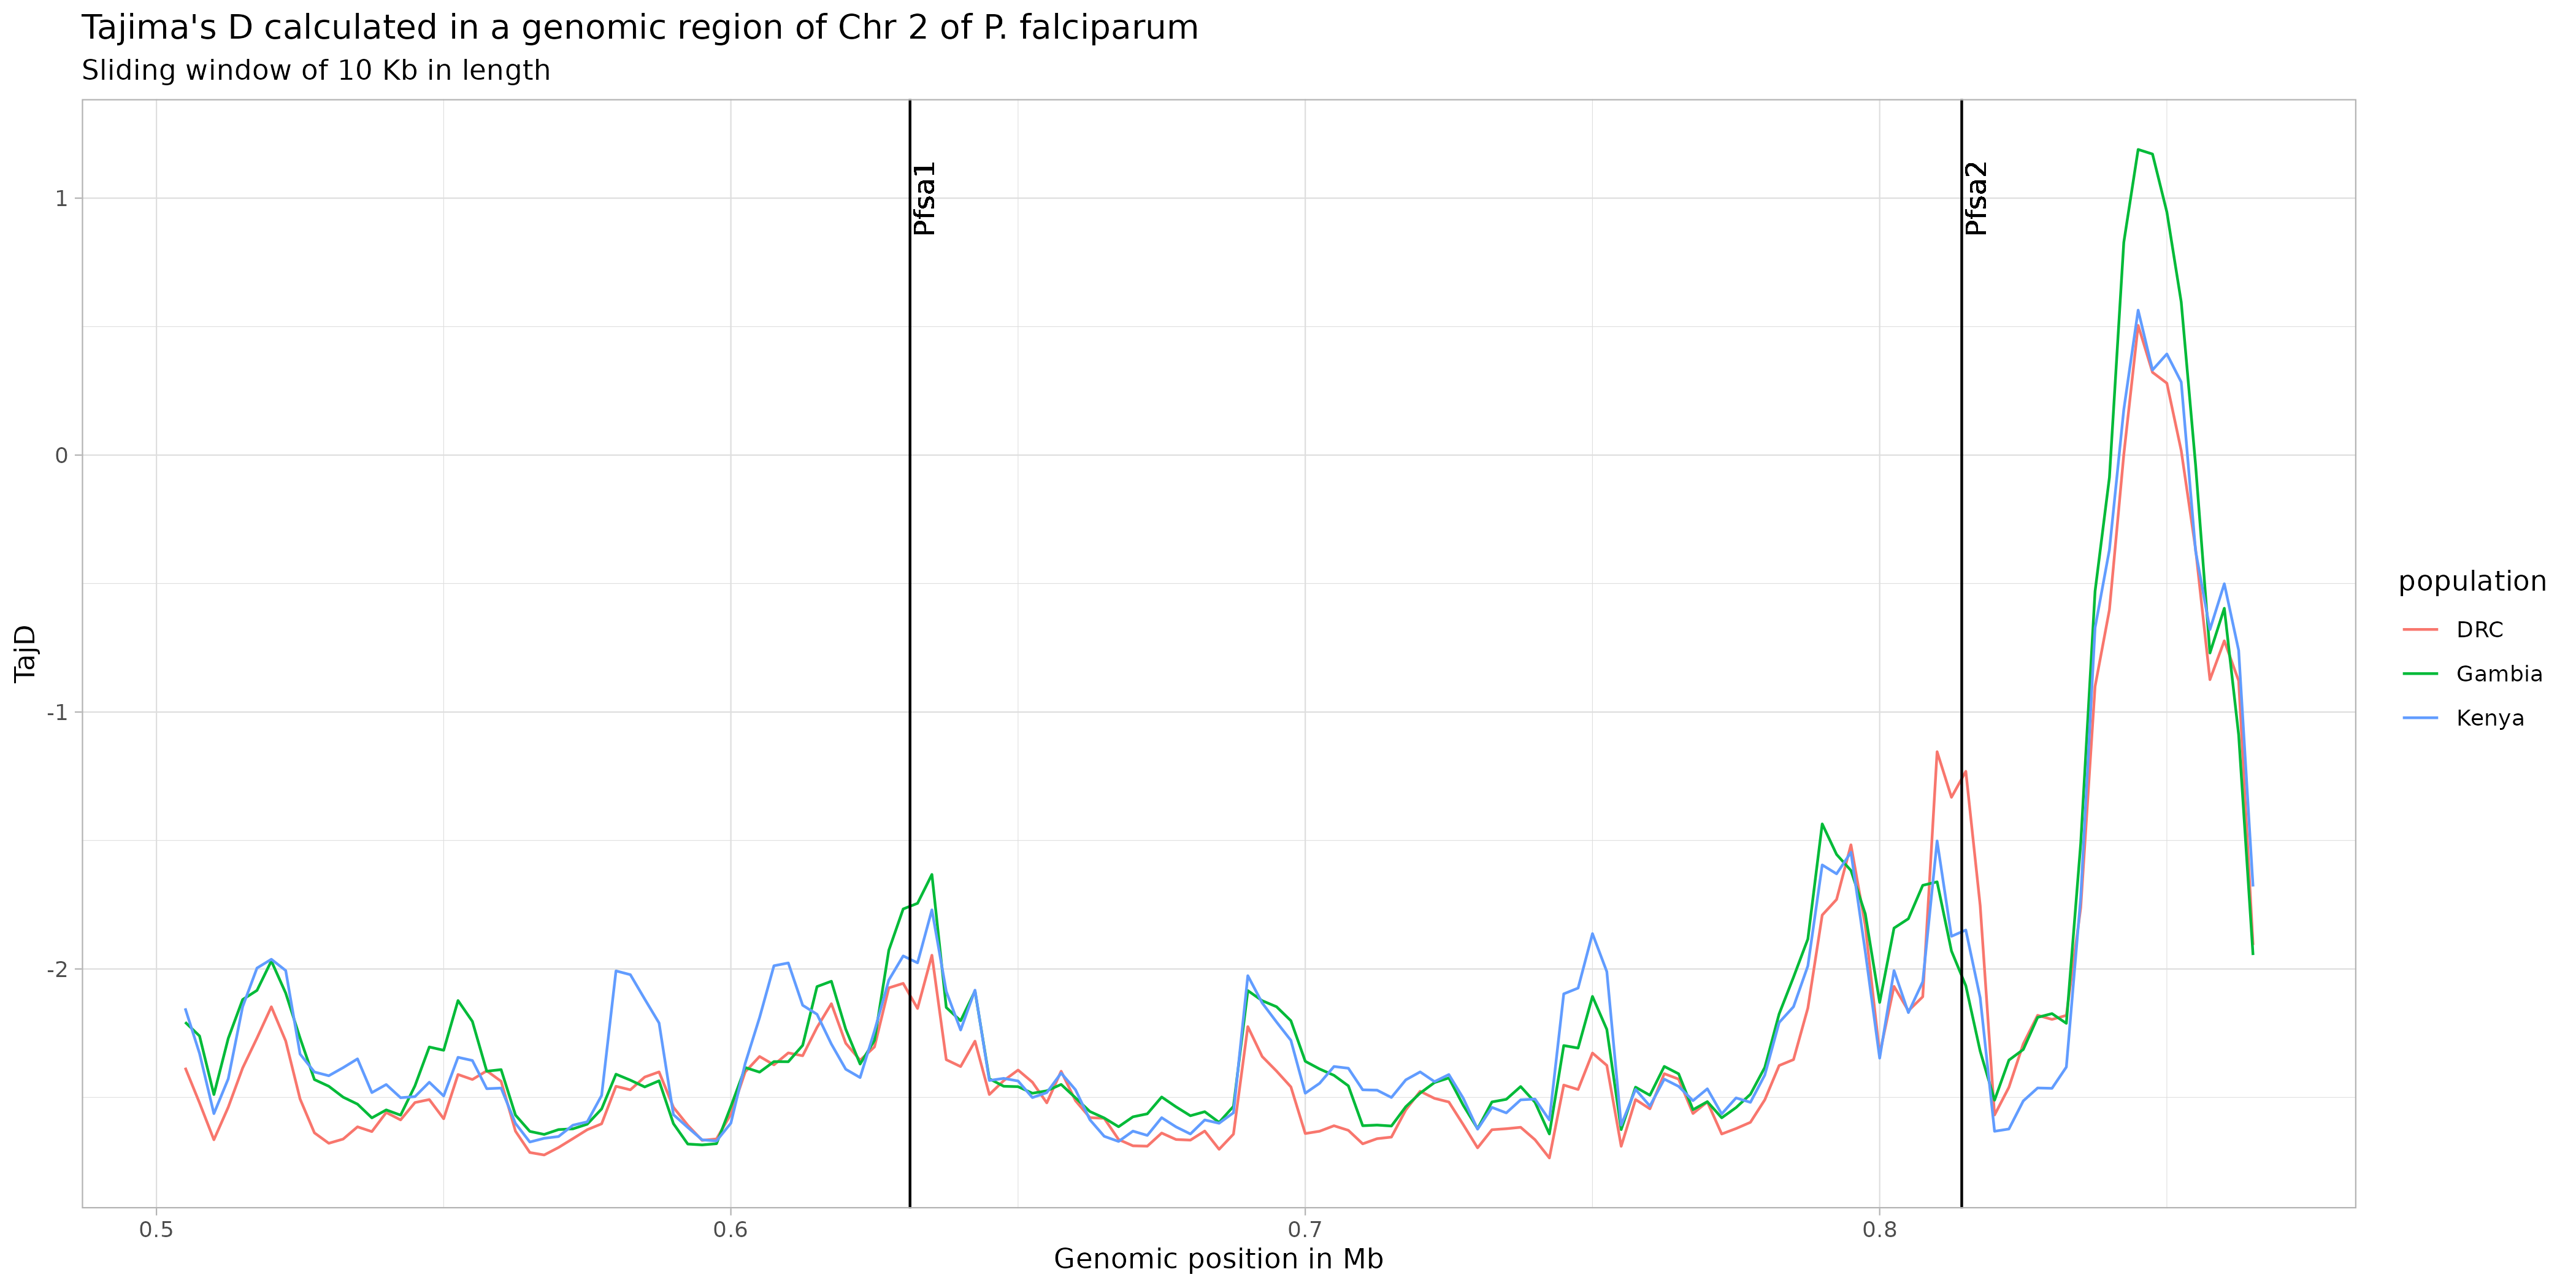 Tajima's D calculated in a genomic region of Chr 2 of P. falciparum
Sliding window of 10 Kb in length
Pfsa1
Pfsa2
1
0
-1
-2
TajD
0.5
0.6
0.7
0.8
Genomic position in Mb
population
DRC
Gambia
Kenya